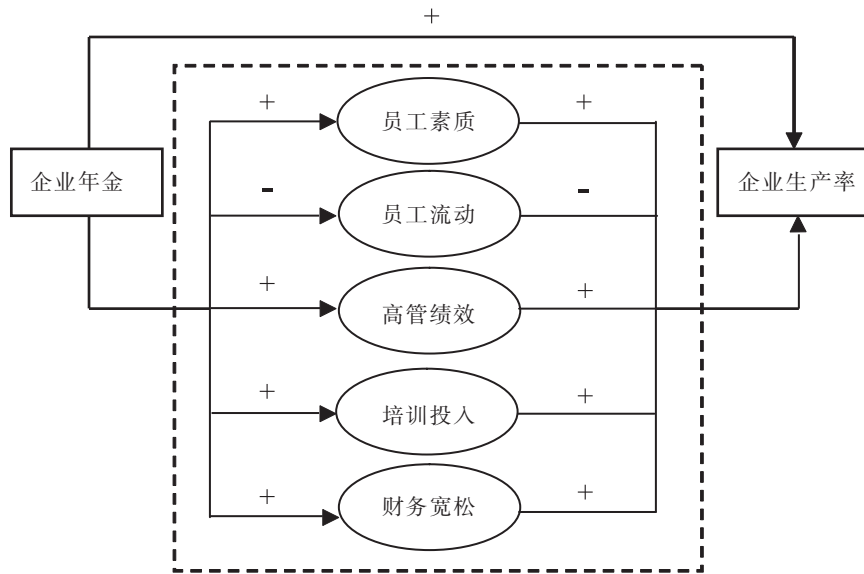 +
+
员工素质
+
企业年金
企业生产率
-
员工流动
-
+
高管绩效
+
+
培训投入
+
+
财务宽松
+